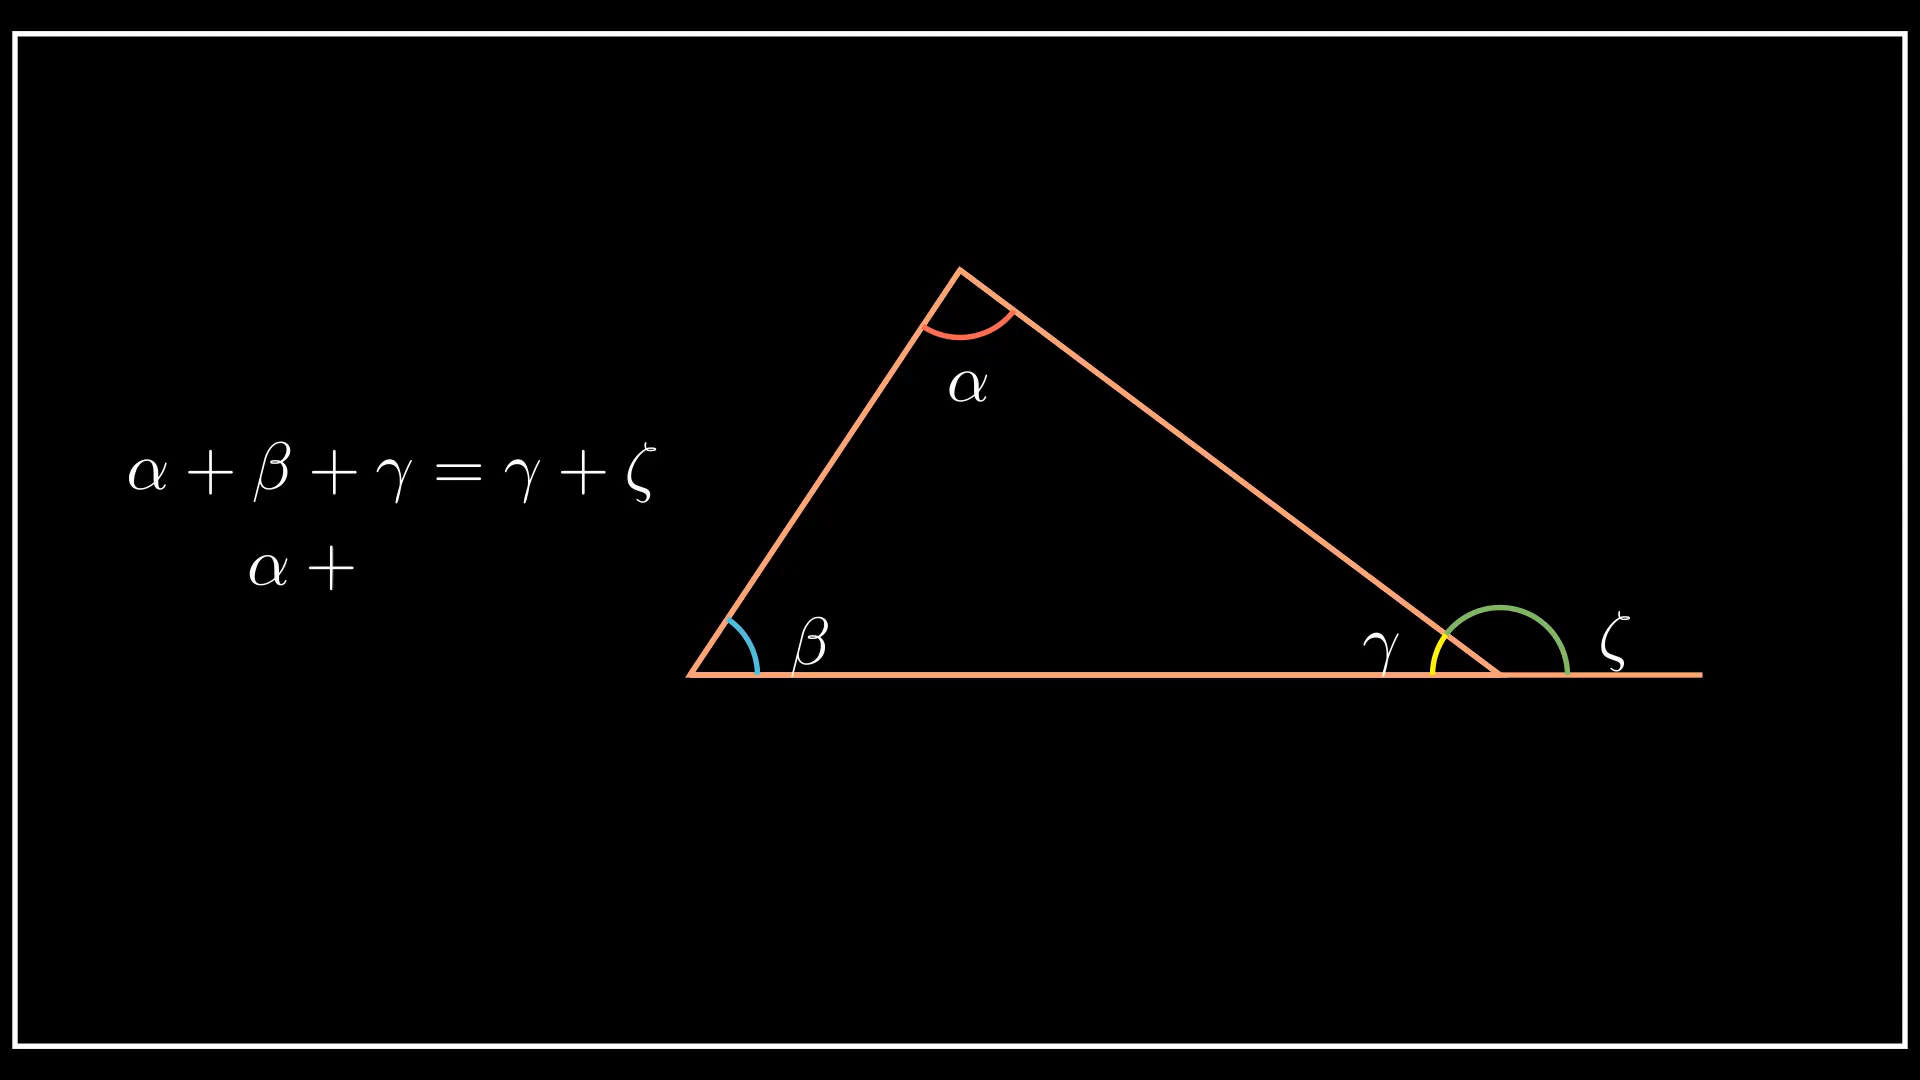 α + β + γ = γ + ζ
α +
α
β
γ
ζ